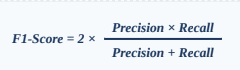 F1-Score = 2 × Precision × Recall
Precision + Recall